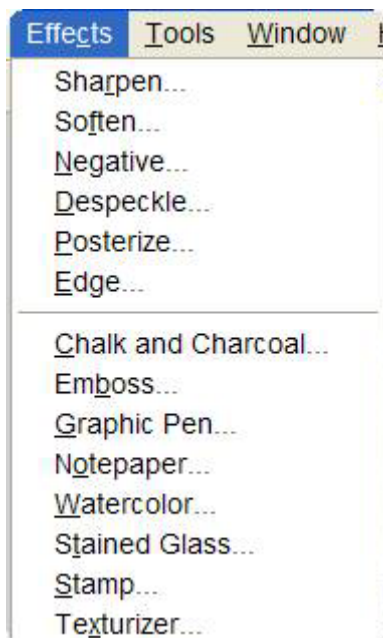 Effects Tools Window
Sharpen...
Soften...
Negative...
Despeckle...
Posterize...
Edge...
Chalk and Charcoal...
Emboss...
Graphic Pen...
Notepaper...
Watercolor...
Stained Glass...
Stamp...
Texturizer...